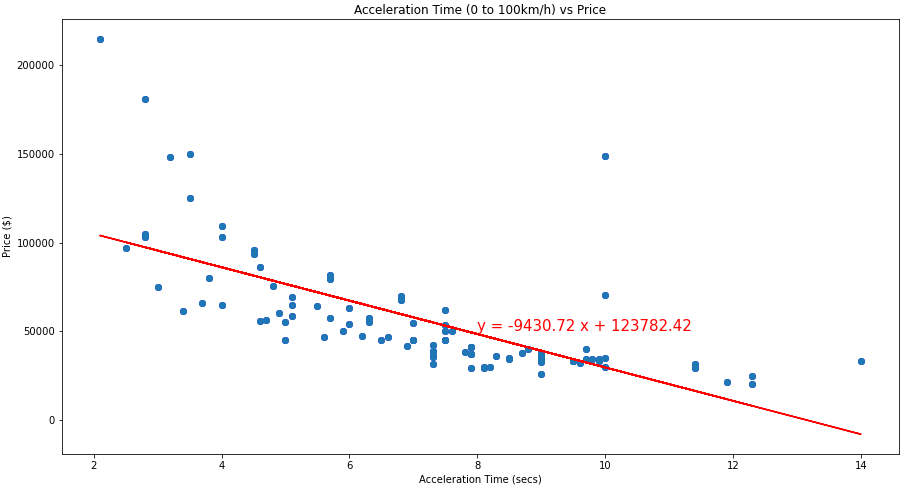 Acceleration Time (0 to 100km/h) vs Price
Price ($)
200000
150000
100000
50000
0
y = -9430.72 x + 123782.42
2 4 6 8 10 12 14
Acceleration Time (secs)